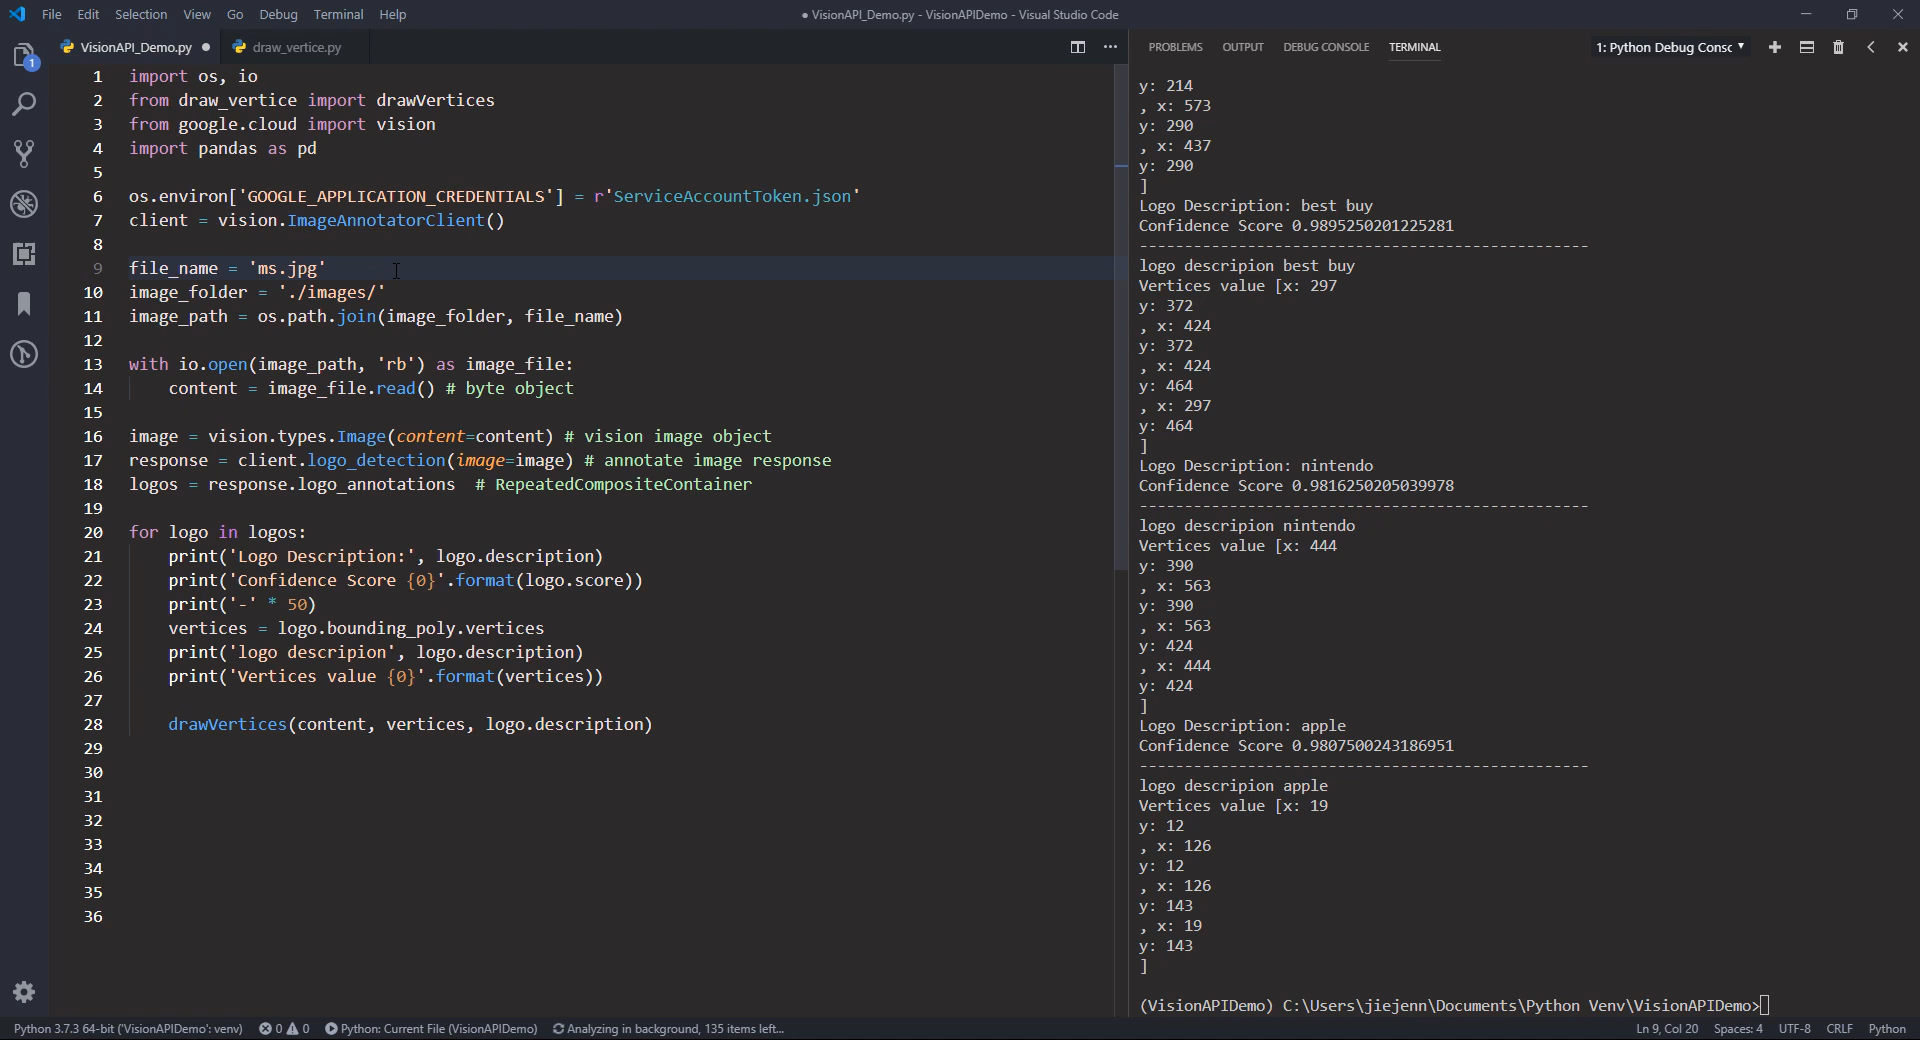 File Edit Selection View Go Debug Terminal Help
● VisionAPI_Demo.py - VisionAPIDemo - Visual Studio Code
VisionAPI_Demo.py ●
draw_vertice.py
1
1 import os, io
2 from draw_vertice import drawVertices
3 from google.cloud import vision
4 import pandas as pd
5
6 os.environ['GOOGLE_APPLICATION_CREDENTIALS'] = r'ServiceAccountToken.json'
7 client = vision.ImageAnnotatorClient()
8
9 file_name = 'ms.jpg'
10 image_folder = './images/'
11 image_path = os.path.join(image_folder, file_name)
12
13 with io.open(image_path, 'rb') as image_file:
14     content = image_file.read() # byte object
15
16 image = vision.types.Image(content=content) # vision image object
17 response = client.logo_detection(image=image) # annotate image response
18 logos = response.logo_annotations  # RepeatedCompositeContainer
19
20 for logo in logos:
21     print('Logo Description:', logo.description)
22     print('Confidence Score {0}'.format(logo.score))
23     print('-' * 50)
24     vertices = logo.bounding_poly.vertices
25     print('logo descripion', logo.description)
26     print('Vertices value {0}'.format(vertices))
27
28     drawVertices(content, vertices, logo.description)
29
30
31
32
33
34
35
36
PROBLEMS OUTPUT DEBUG CONSOLE TERMINAL
1: Python Debug Consc
y: 214
, x: 573
y: 290
, x: 437
y: 290
]
Logo Description: best buy
Confidence Score 0.9895250201225281
--------------------------------------------------
logo descripion best buy
Vertices value [x: 297
y: 372
, x: 424
y: 372
, x: 424
y: 464
, x: 297
y: 464
]
Logo Description: nintendo
Confidence Score 0.9816250205039978
--------------------------------------------------
logo descripion nintendo
Vertices value [x: 444
y: 390
, x: 563
y: 390
, x: 563
y: 424
, x: 444
y: 424
]
Logo Description: apple
Confidence Score 0.9807500243186951
--------------------------------------------------
logo descripion apple
Vertices value [x: 19
y: 12
, x: 126
y: 12
, x: 126
y: 143
, x: 19
y: 143
]
(VisionAPIDemo) C:\Users\jiejenn\Documents\Python Venv\VisionAPIDemo>
Python 3.7.3 64-bit ('VisionAPIDemo': venv) 0 0 Python: Current File (VisionAPIDemo) Analyzing in background, 135 items left...
Ln 9, Col 20 Spaces: 4 UTF-8 CRLF Python